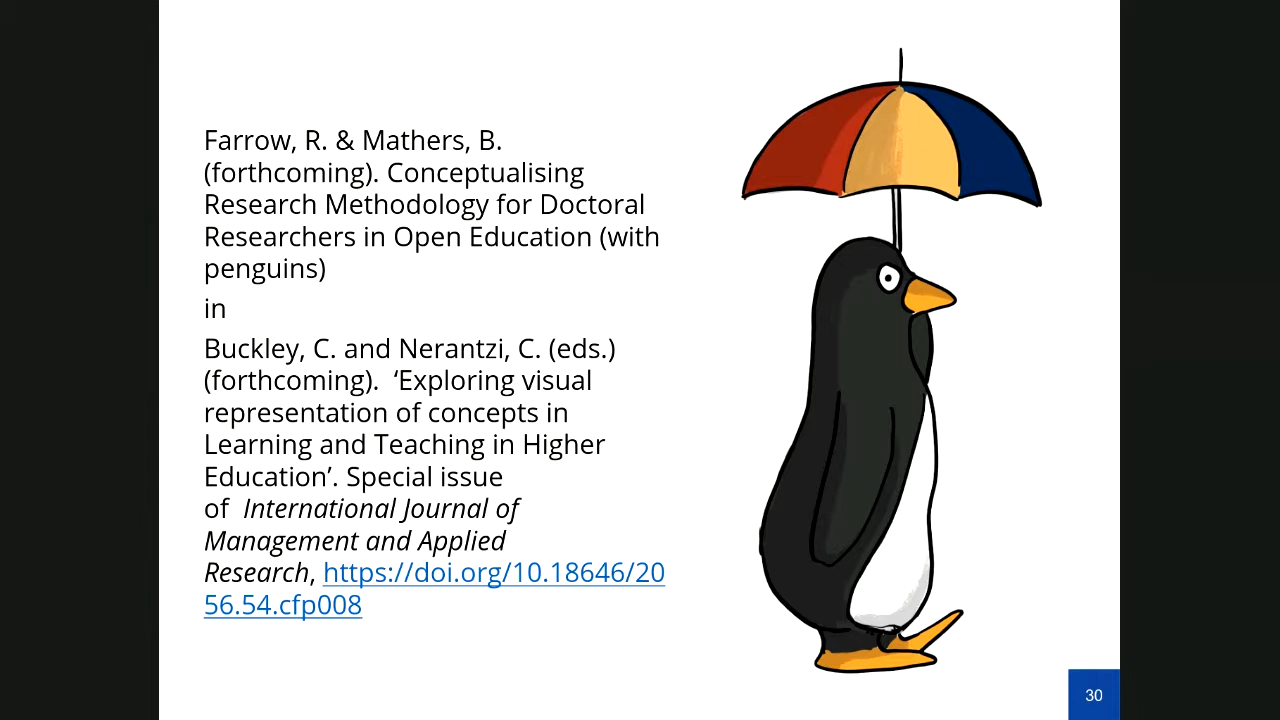 Farrow, R. & Mathers, B.
(forthcoming). Conceptualising
Research Methodology for Doctoral
Researchers in Open Education (with
penguins)
in
Buckley, C. and Nerantzi, C. (eds.)
(forthcoming).  ‘Exploring visual
representation of concepts in
Learning and Teaching in Higher
Education’. Special issue
of  International Journal of
Management and Applied
Research, https://doi.org/10.18646/20
56.54.cfp008
30